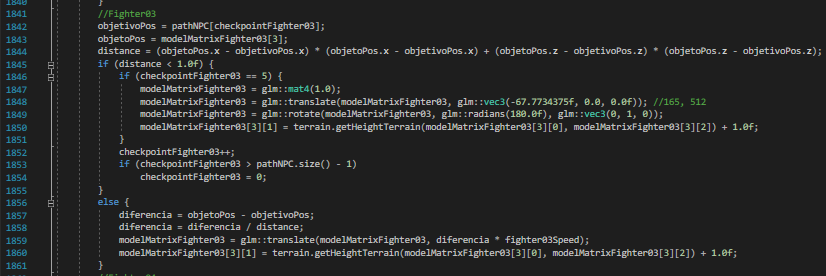 1840 }
1841 //Fighter03
1842 objetivoPos = pathNPC[checkpointFighter03];
1843 objetoPos = modelMatrixFighter03[3];
1844 distance = (objetoPos.x - objetivoPos.x) * (objetoPos.x - objetivoPos.x) + (objetoPos.z - objetivoPos.z) * (objetoPos.z - objetivoPos.z);
1845 if (distance < 1.0f) {
1846 if (checkpointFighter03 == 5) {
1847 modelMatrixFighter03 = glm::mat4(1.0);
1848 modelMatrixFighter03 = glm::translate(modelMatrixFighter03, glm::vec3(-67.7734375f, 0.0, 0.0f)); //165, 512
1849 modelMatrixFighter03 = glm::rotate(modelMatrixFighter03, glm::radians(180.0f), glm::vec3(0, 1, 0));
1850 modelMatrixFighter03[3][1] = terrain.getHeightTerrain(modelMatrixFighter03[3][0], modelMatrixFighter03[3][2]) + 1.0f;
1851 }
1852 checkpointFighter03++;
1853 if (checkpointFighter03 > pathNPC.size() - 1)
1854 checkpointFighter03 = 0;
1855 }
1856 else {
1857 diferencia = objetoPos - objetivoPos;
1858 diferencia = diferencia / distance;
1859 modelMatrixFighter03 = glm::translate(modelMatrixFighter03, diferencia * fighter03Speed);
1860 modelMatrixFighter03[3][1] = terrain.getHeightTerrain(modelMatrixFighter03[3][0], modelMatrixFighter03[3][2]) + 1.0f;
1861 }